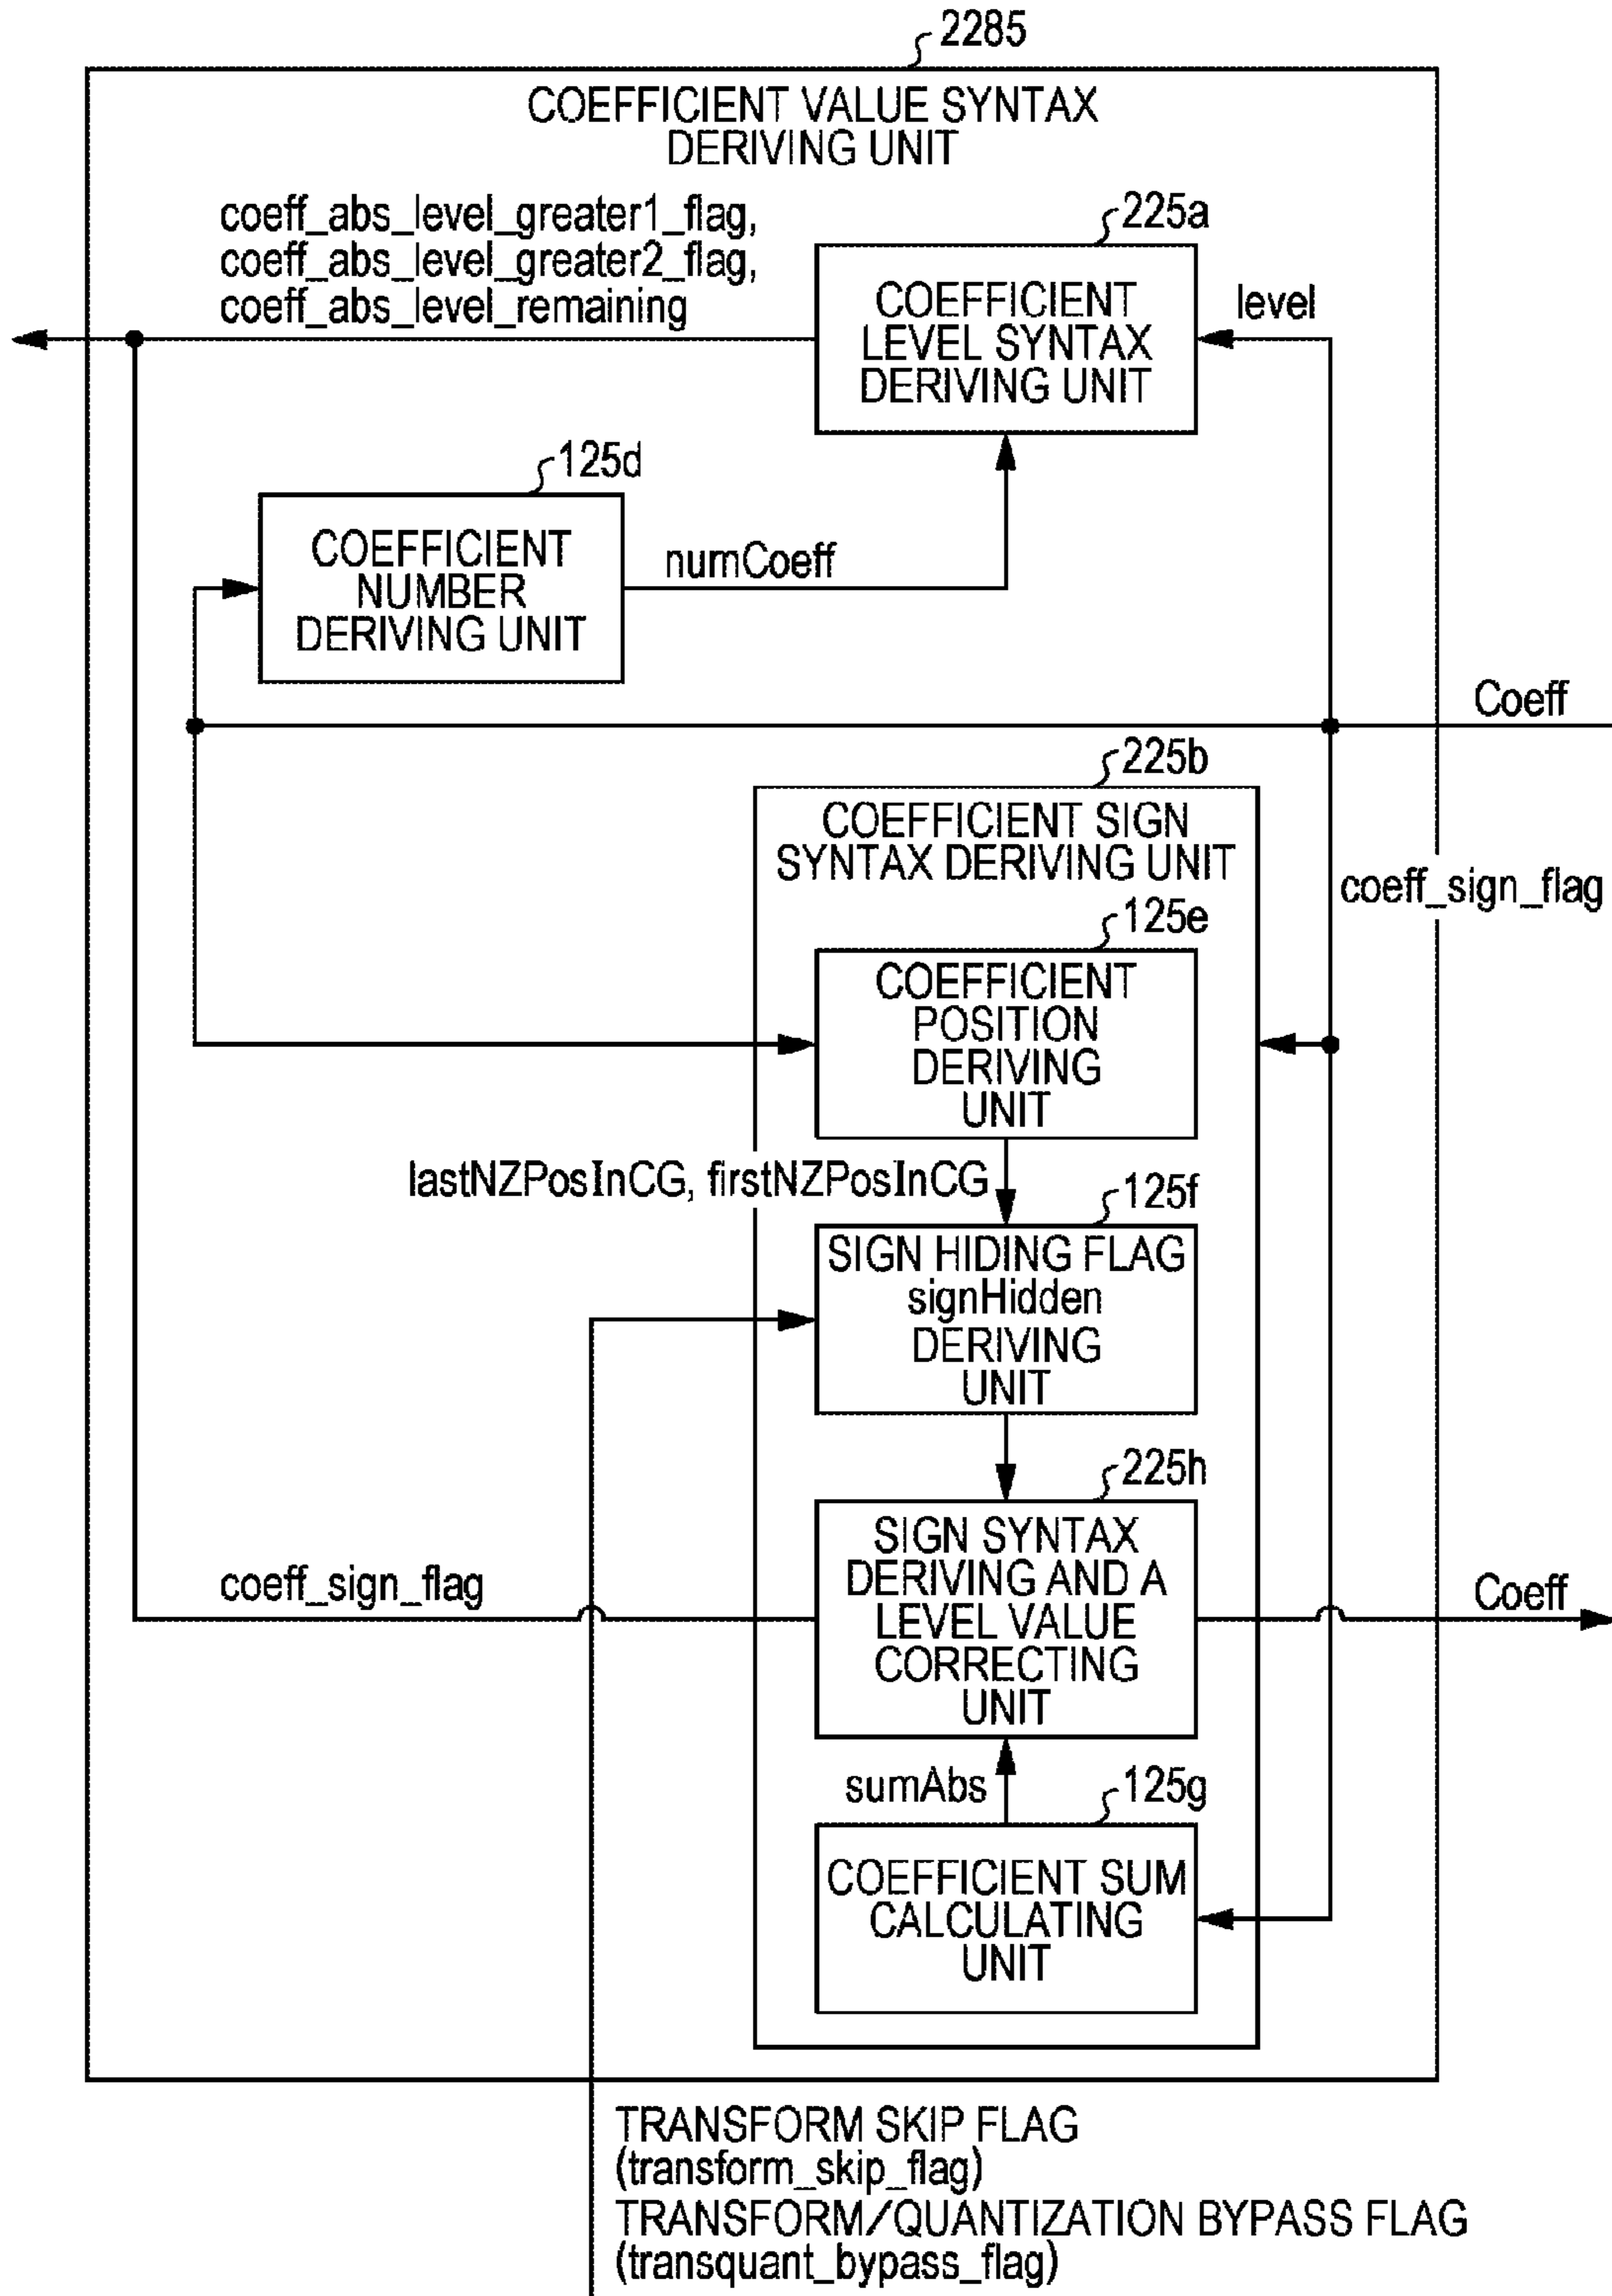 2285
COEFFICIENT VALUE SYNTAX
DERIVING UNIT
coeff_abs_level_greater1_flag,
coeff_abs_level_greater2_flag,
coeff_abs_level_remaining
225a
COEFFICIENT
LEVEL SYNTAX
DERIVING UNIT
level
125d
COEFFICIENT
NUMBER
DERIVING UNIT
numCoeff
Coeff
225b
COEFFICIENT SIGN
SYNTAX DERIVING UNIT
coeff_sign_flag
125e
COEFFICIENT
POSITION
DERIVING
UNIT
lastNZPosInCG, firstNZPosInCG
125f
SIGN HIDING FLAG
signHidden
DERIVING
UNIT
225h
SIGN SYNTAX
DERIVING AND A
LEVEL VALUE
CORRECTING
UNIT
coeff_sign_flag
Coeff
sumAbs
125g
COEFFICIENT SUM
CALCULATING
UNIT
TRANSFORM SKIP FLAG
(transform_skip_flag)
TRANSFORM/QUANTIZATION BYPASS FLAG
(transquant_bypass_flag)